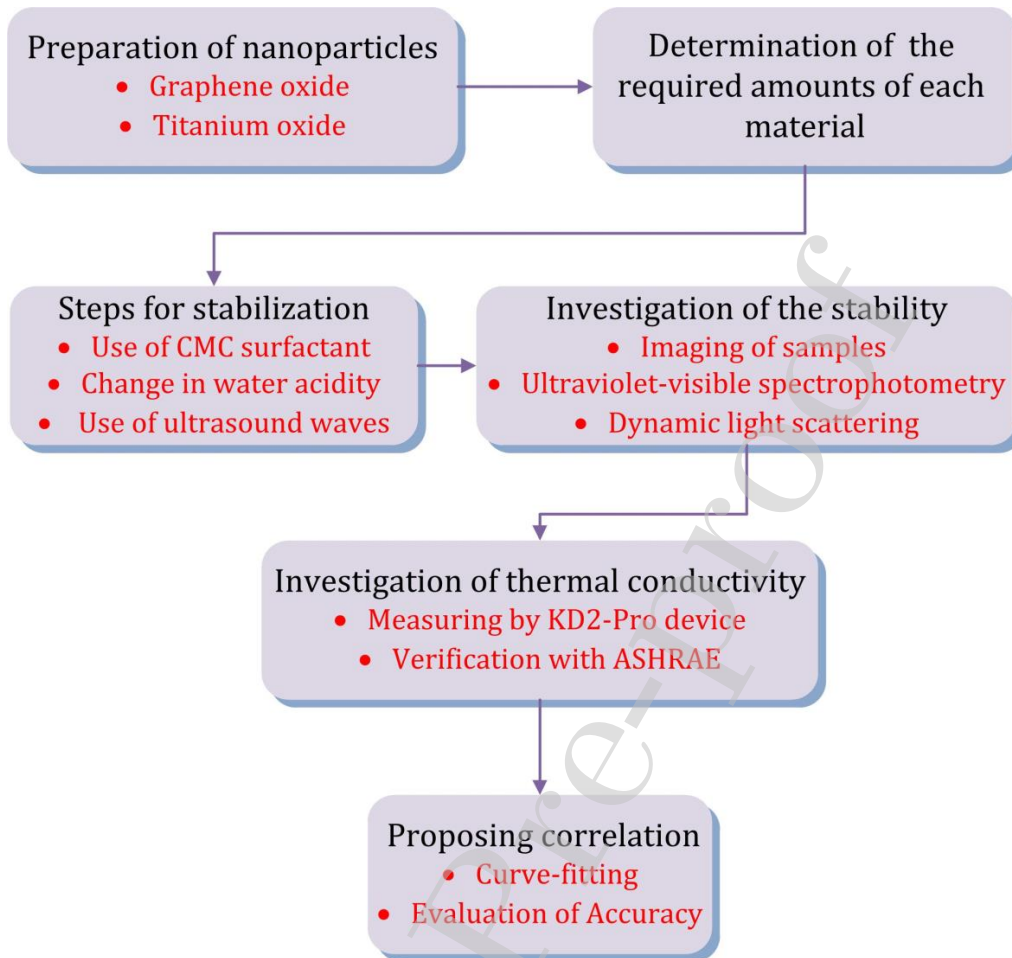 Preparation of nanoparticles
• Graphene oxide
• Titanium oxide
Determination of the
required amounts of each
material
Steps for stabilization
• Use of CMC surfactant
• Change in water acidity
• Use of ultrasound waves
Investigation of the stability
• Imaging of samples
• Ultraviolet-visible spectrophotometry
• Dynamic light scattering
Investigation of thermal conductivity
• Measuring by KD2-Pro device
• Verification with ASHRAE
Proposing correlation
• Curve-fitting
• Evaluation of Accuracy
Pre-proof